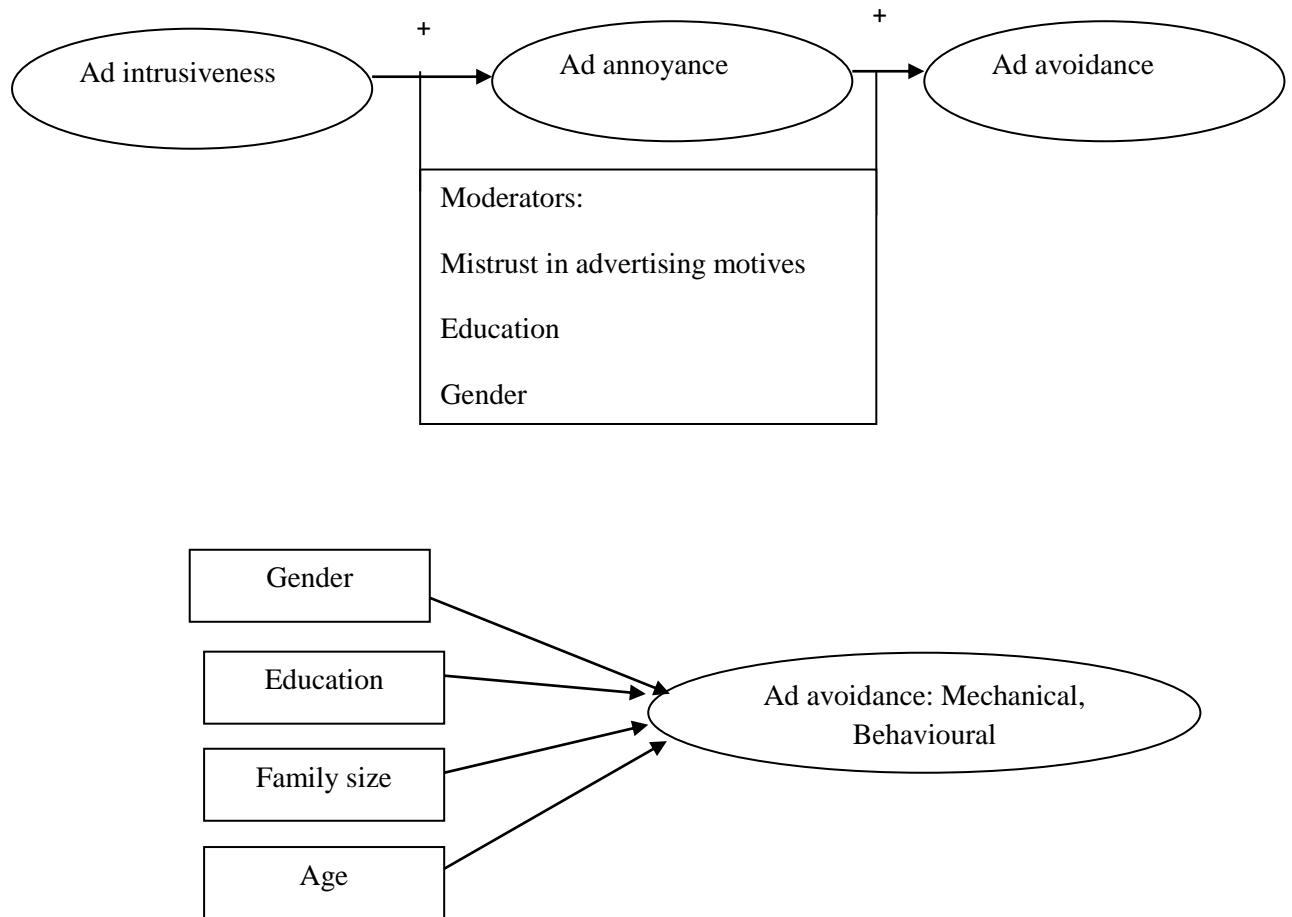 +
+
Ad intrusiveness
Ad annoyance
Ad avoidance
Moderators:
Mistrust in advertising motives
Education
Gender
Gender
Education
Family size
Age
Ad avoidance: Mechanical,
Behavioural